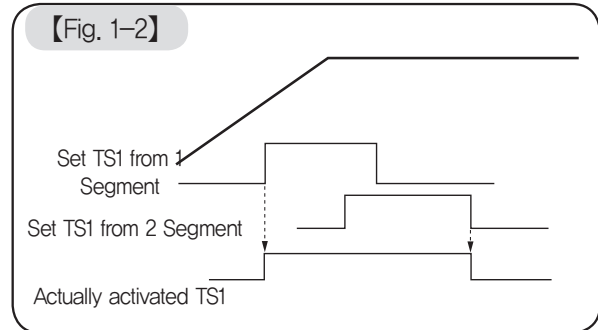 【Fig. 1-2】
Set TS1 from 1
Segment
Set TS1 from 2 Segment
Actually activated TS1